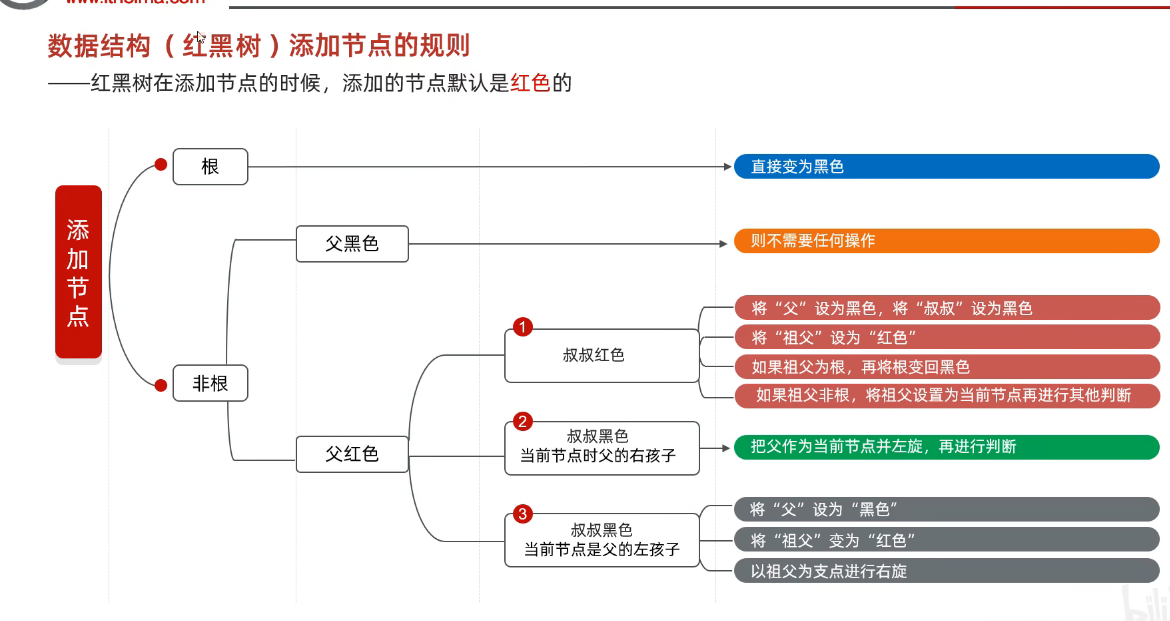 www.itheima.com
数据结构（红黑树）添加节点的规则
——红黑树在添加节点的时候，添加的节点默认是红色的
添加节点
根
直接变为黑色
父黑色
则不需要任何操作
非根
父红色
1
叔叔红色
将“父”设为黑色，将“叔叔”设为黑色
将“祖父”设为“红色”
如果祖父为根，再将根变回黑色
如果祖父非根，将祖父设置为当前节点再进行其他判断
2
叔叔黑色
当前节点时父的右孩子
把父作为当前节点并左旋，再进行判断
3
叔叔黑色
当前节点是父的左孩子
将“父”设为“黑色”
将“祖父”变为“红色”
以祖父为支点进行右旋
bili